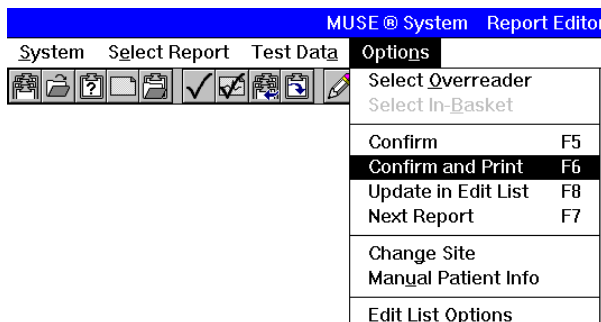 MUSE ® System Report Editor
System Select Report Test Data Options
Select Overreader
Select In-Basket
Confirm F5
Confirm and Print F6
Update in Edit List F8
Next Report F7
Change Site
Manual Patient Info
Edit List Options